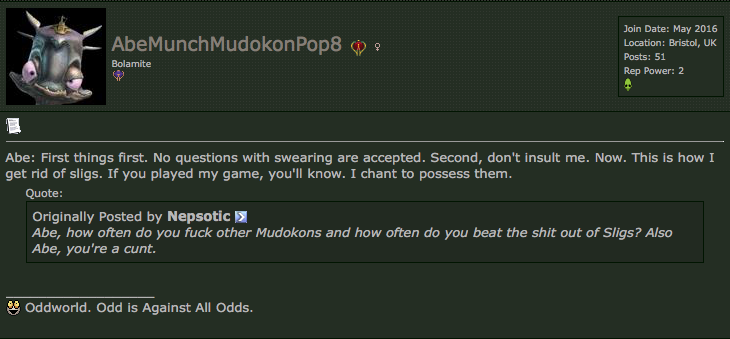 AbeMunchMudokonPop8
Bolamite
Join Date: May 2016
Location: Bristol, UK
Posts: 51
Rep Power: 2
Abe: First things first. No questions with swearing are accepted. Second, don't insult me. Now. This is how I
get rid of sligs. If you played my game, you'll know. I chant to possess them.
Quote:
Originally Posted by Nepsotic
Abe, how often do you fuck other Mudokons and how often do you beat the shit out of Sligs? Also
Abe, you're a cunt.
Oddworld. Odd is Against All Odds.